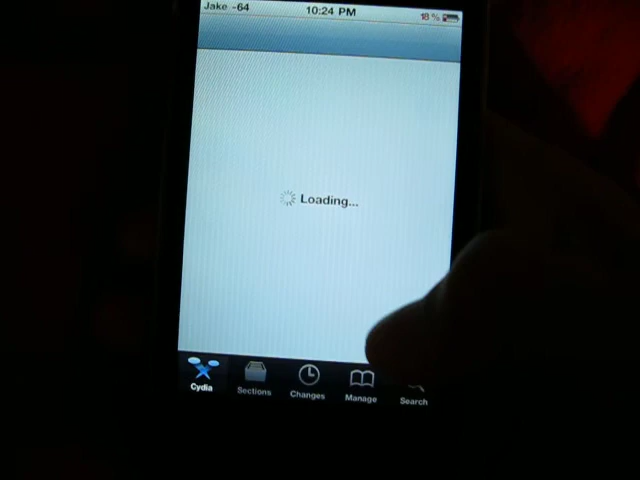 Jake -64 10:24 PM 18 %
Loading...
Cydia Sections Changes Manage Search